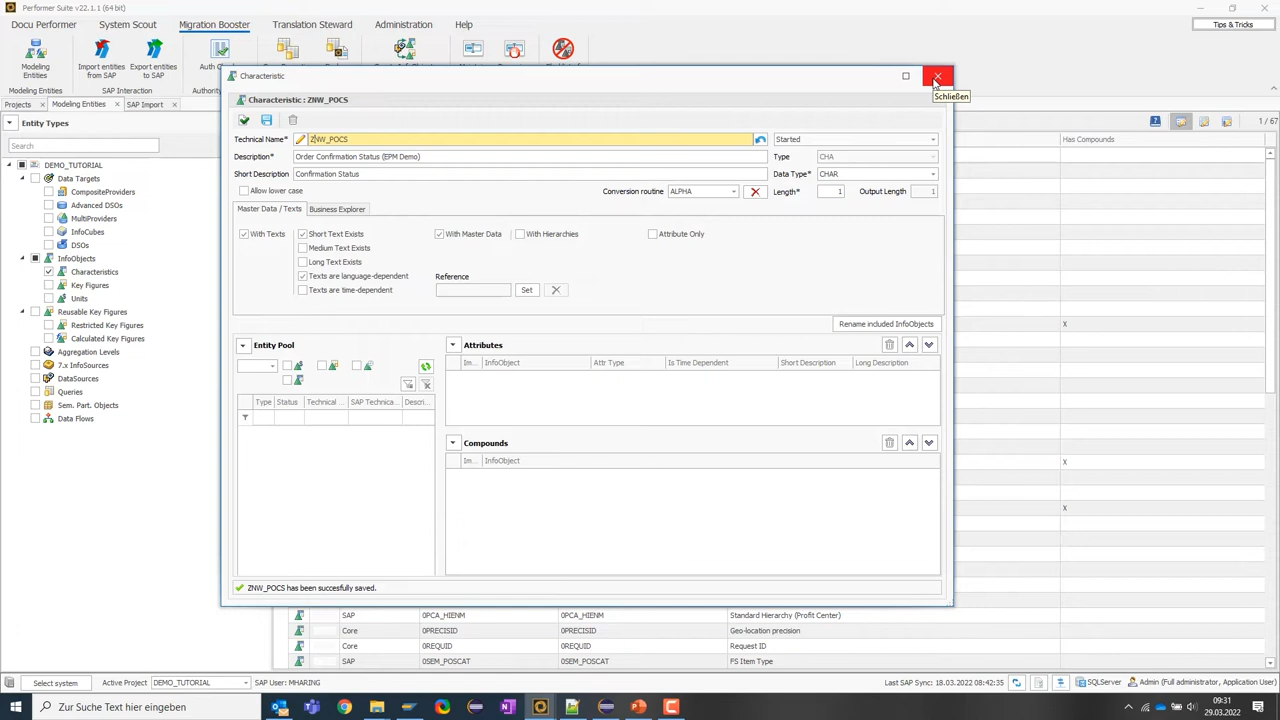 Performer Suite v22.1.1 (64 bit)
Docu Performer
System Scout
Migration Booster
Translation Steward
Administration
Help
Tips & Tricks
Modeling
Entities
Import entities
from SAP
Export entities
to SAP
Auth
Modeling Entities
SAP Interaction
Authority
Projects
Modeling Entities
SAP Import
Entity Types
Search
DEMO_TUTORIAL
Data Targets
CompositeProviders
Advanced DSOs
MultiProviders
InfoCubes
DSOs
InfoObjects
Characteristics
Key Figures
Units
Reusable Key Figures
Restricted Key Figures
Calculated Key Figures
Aggregation Levels
7.x InfoSources
DataSources
Queries
Sem. Part. Objects
Data Flows
Characteristic
Schließen
Characteristic : ZNW_POCS
Technical Name*
ZNW_POCS
Started
Description*
Order Confirmation Status (EPM Demo)
Type
CHA
Short Description
Confirmation Status
Data Type*
CHAR
Allow lower case
Conversion routine
ALPHA
Length*
1
Output Length
1
Master Data / Texts
Business Explorer
With Texts
Short Text Exists
With Master Data
With Hierarchies
Attribute Only
Medium Text Exists
Long Text Exists
Texts are language-dependent
Reference
Texts are time-dependent
Set
Rename included InfoObjects
Entity Pool
Type
Status
Technical ...
SAP Technica...
Descri...
Attributes
Im...
InfoObject
Attr Type
Is Time Dependent
Short Description
Long Description
Compounds
Im...
InfoObject
ZNW_POCS has been succesfully saved.
1 / 67
Has Compounds
X
X
X
SAP 0PCA_HIENM 0PCA_HIENM Standard Hierarchy (Profit Center)
Core 0PRECISID 0PRECISID Geo-location precision
Core 0REQUID 0REQUID Request ID
SAP 0SEM_POSCAT 0SEM_POSCAT FS Item Type
Select system
Active Project
DEMO_TUTORIAL
SAP User: MHARING
Last SAP Sync: 18.03.2022 08:42:35
SQLServer
Admin (Full administrator, Application User)
Zur Suche Text hier eingeben
09:31
29.03.2022